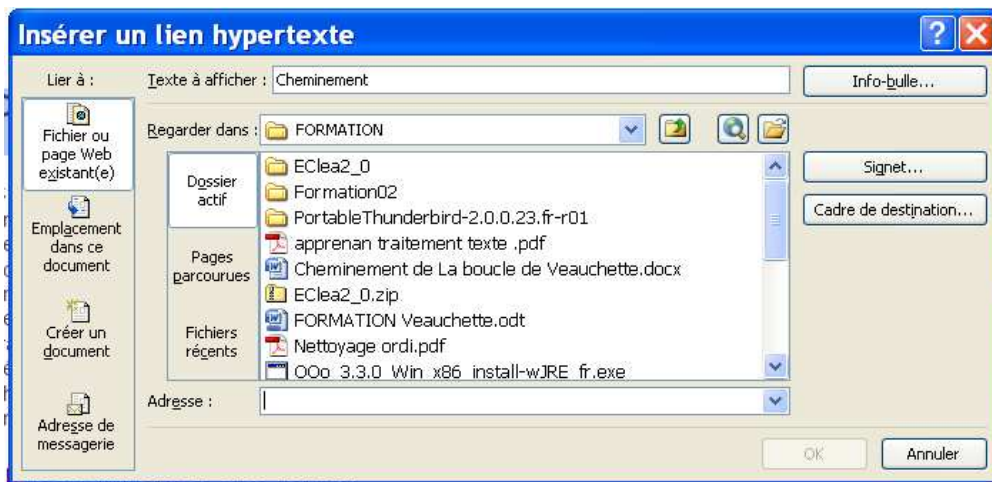 Insérer un lien hypertexte
Lier à :
Texte à afficher : Cheminement
Info-bulle...
Fichier ou
page Web
existant(e)
Regarder dans : FORMATION
Dossier
actif
EClea2_0
Formation02
PortableThunderbird-2.0.0.23.fr-r01
apprenan traitement texte .pdf
Cheminement de La boucle de Veauchette.docx
EClea2_0.zip
FORMATION Veauchette.odt
Nettoyage ordi.pdf
OOo_3.3.0_Win_x86_install-wJRE_fr.exe
Signet...
Cadre de destination...
Emplacement
dans ce
document
Pages
parcourues
Créer un
document
Fichiers
récents
Adresse de
messagerie
Adresse :
OK
Annuler